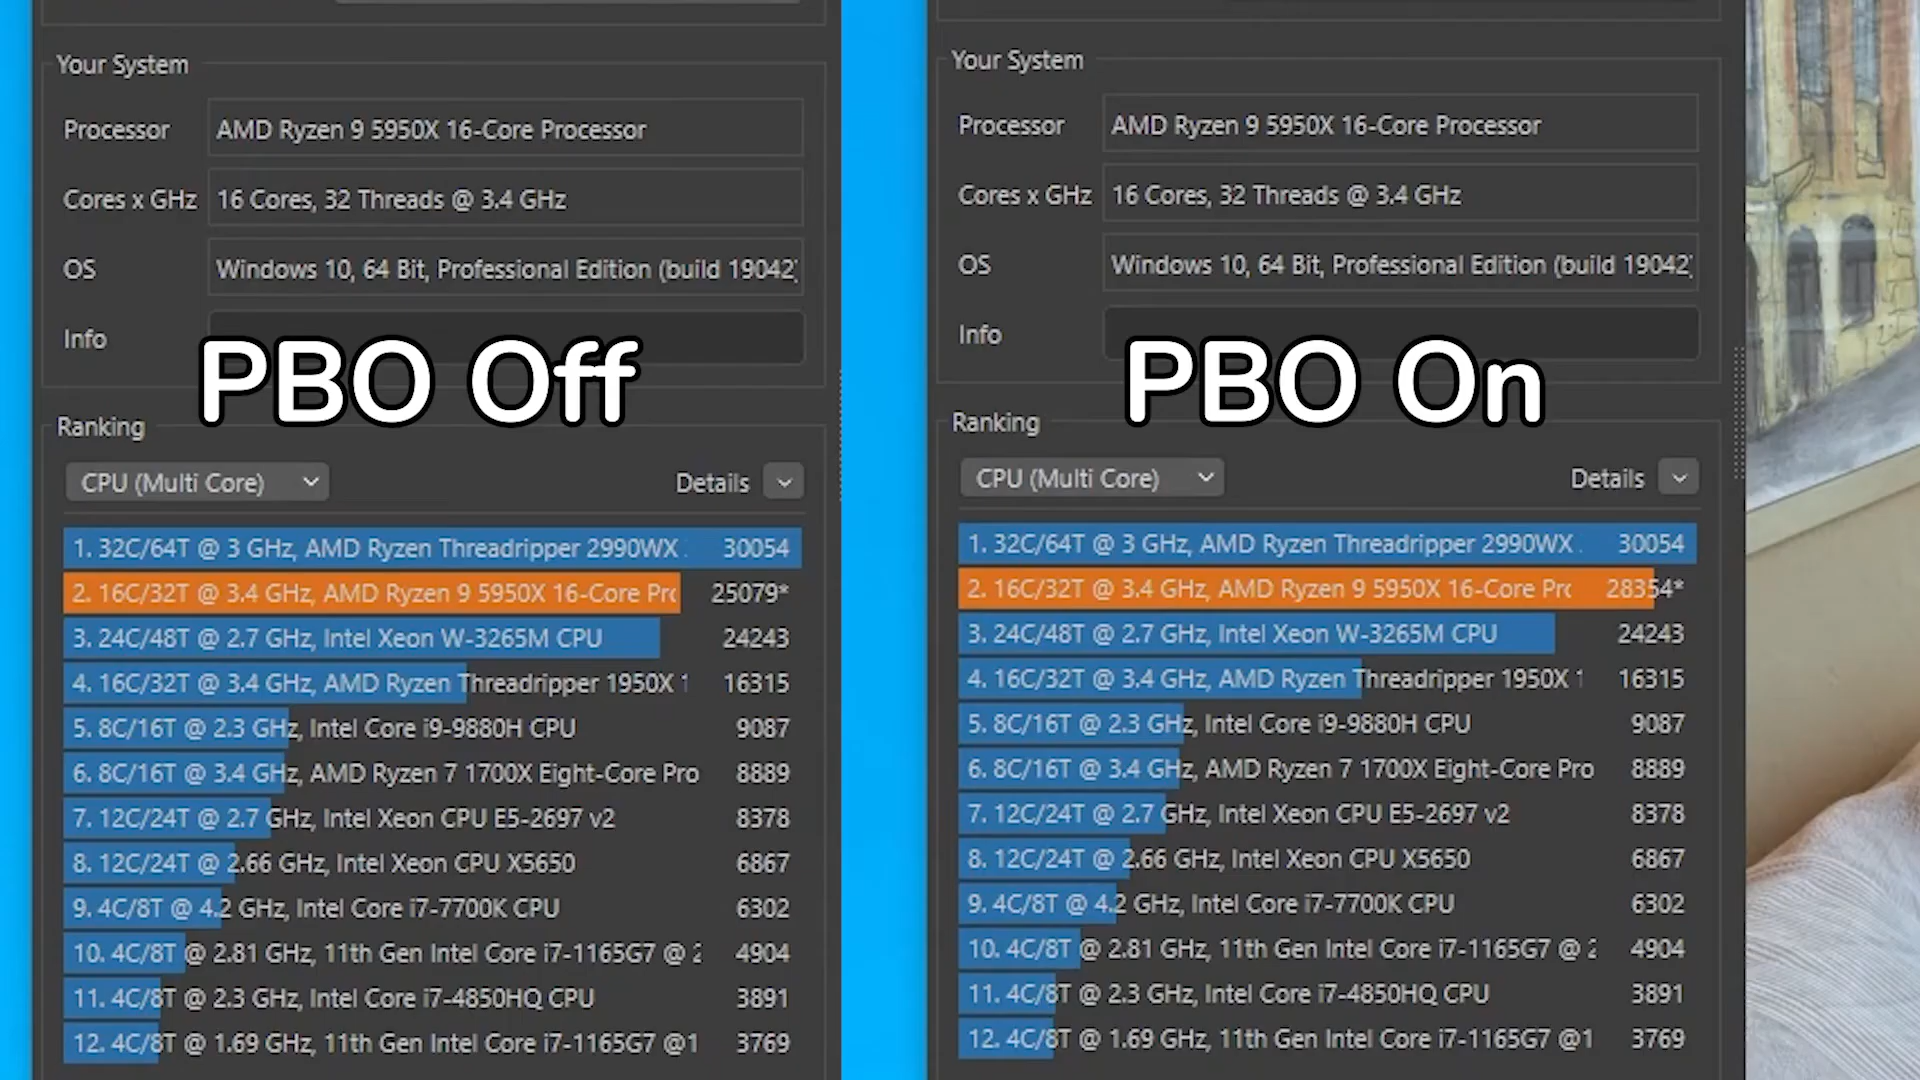 Your System
Processor AMD Ryzen 9 5950X 16-Core Processor
Cores x GHz 16 Cores, 32 Threads @ 3.4 GHz
OS Windows 10, 64 Bit, Professional Edition (build 19042)
Info
PBO Off
Ranking
CPU (Multi Core) Details
1. 32C/64T @ 3 GHz, AMD Ryzen Threadripper 2990WX 30054
2. 16C/32T @ 3.4 GHz, AMD Ryzen 9 5950X 16-Core Prc 25079*
3. 24C/48T @ 2.7 GHz, Intel Xeon W-3265M CPU 24243
4. 16C/32T @ 3.4 GHz, AMD Ryzen Threadripper 1950X 1 16315
5. 8C/16T @ 2.3 GHz, Intel Core i9-9880H CPU 9087
6. 8C/16T @ 3.4 GHz, AMD Ryzen 7 1700X Eight-Core Pro 8889
7. 12C/24T @ 2.7 GHz, Intel Xeon CPU E5-2697 v2 8378
8. 12C/24T @ 2.66 GHz, Intel Xeon CPU X5650 6867
9. 4C/8T @ 4.2 GHz, Intel Core i7-7700K CPU 6302
10. 4C/8T @ 2.81 GHz, 11th Gen Intel Core i7-1165G7 @ 2 4904
11. 4C/8T @ 2.3 GHz, Intel Core i7-4850HQ CPU 3891
12. 4C/8T @ 1.69 GHz, 11th Gen Intel Core i7-1165G7 @1 3769
Your System
Processor AMD Ryzen 9 5950X 16-Core Processor
Cores x GHz 16 Cores, 32 Threads @ 3.4 GHz
OS Windows 10, 64 Bit, Professional Edition (build 19042)
Info
PBO On
Ranking
CPU (Multi Core) Details
1. 32C/64T @ 3 GHz, AMD Ryzen Threadripper 2990WX 30054
2. 16C/32T @ 3.4 GHz, AMD Ryzen 9 5950X 16-Core Prc 28354*
3. 24C/48T @ 2.7 GHz, Intel Xeon W-3265M CPU 24243
4. 16C/32T @ 3.4 GHz, AMD Ryzen Threadripper 1950X 1 16315
5. 8C/16T @ 2.3 GHz, Intel Core i9-9880H CPU 9087
6. 8C/16T @ 3.4 GHz, AMD Ryzen 7 1700X Eight-Core Pro 8889
7. 12C/24T @ 2.7 GHz, Intel Xeon CPU E5-2697 v2 8378
8. 12C/24T @ 2.66 GHz, Intel Xeon CPU X5650 6867
9. 4C/8T @ 4.2 GHz, Intel Core i7-7700K CPU 6302
10. 4C/8T @ 2.81 GHz, 11th Gen Intel Core i7-1165G7 @ 2 4904
11. 4C/8T @ 2.3 GHz, Intel Core i7-4850HQ CPU 3891
12. 4C/8T @ 1.69 GHz, 11th Gen Intel Core i7-1165G7 @1 3769